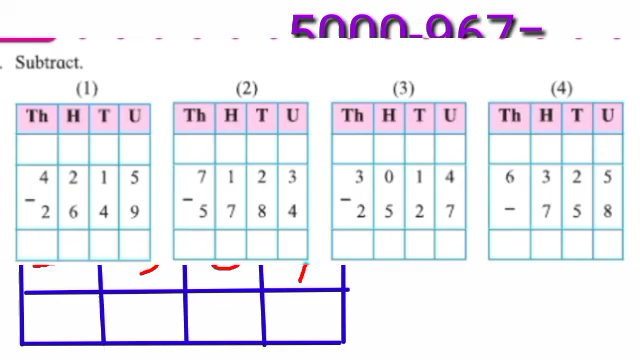 5000-967=
. Subtract.
(1) (2) (3) (4)
Th H T U Th H T U Th H T U Th H T U
4 2 1 5 7 1 2 3 3 0 1 4 6 3 2 5
- 2 6 4 9 - 5 7 8 4 - 2 5 2 7 - 7 5 8